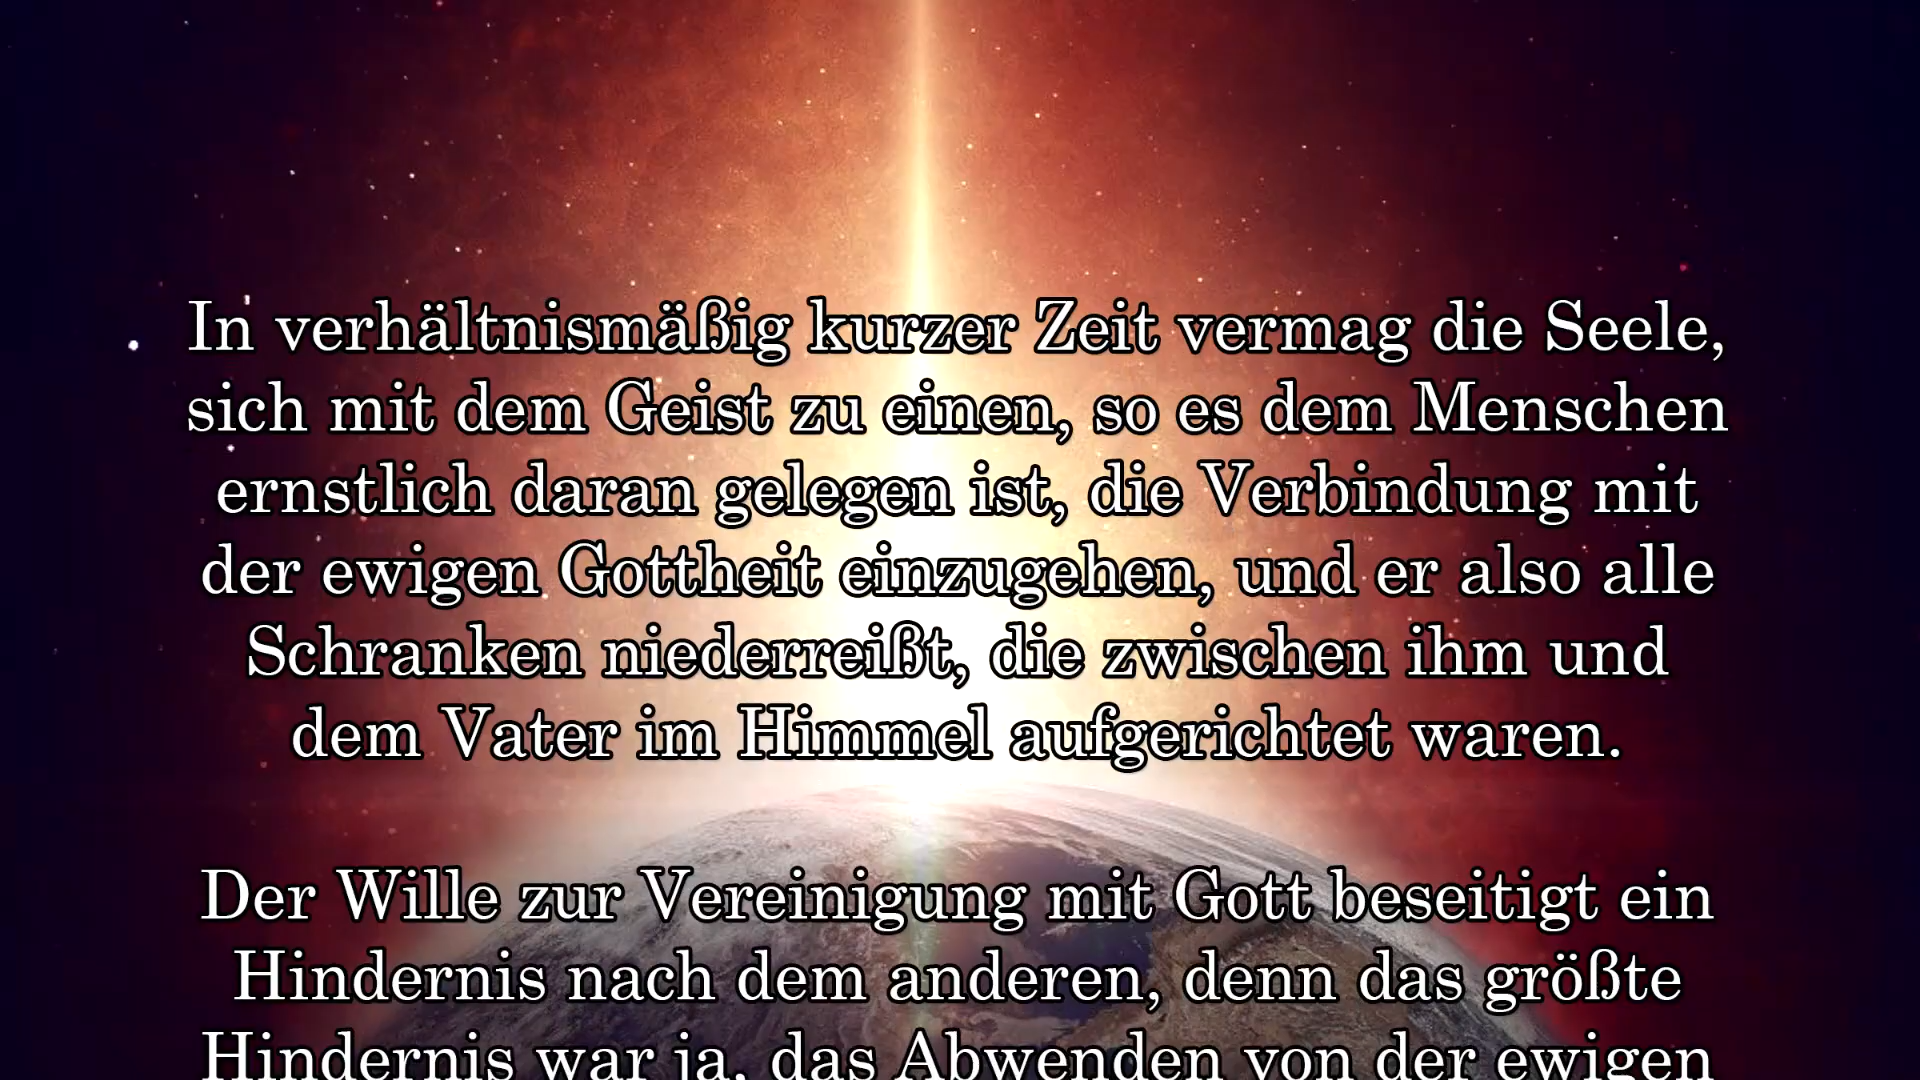 In verhältnismäßig kurzer Zeit vermag die Seele,
sich mit dem Geist zu einen, so es dem Menschen
ernstlich daran gelegen ist, die Verbindung mit
der ewigen Gottheit einzugehen, und er also alle
Schranken niederreißt, die zwischen ihm und
dem Vater im Himmel aufgerichtet waren.
Der Wille zur Vereinigung mit Gott beseitigt ein
Hindernis nach dem anderen, denn das größte
Hindernis war ja, das Abwenden von der ewigen